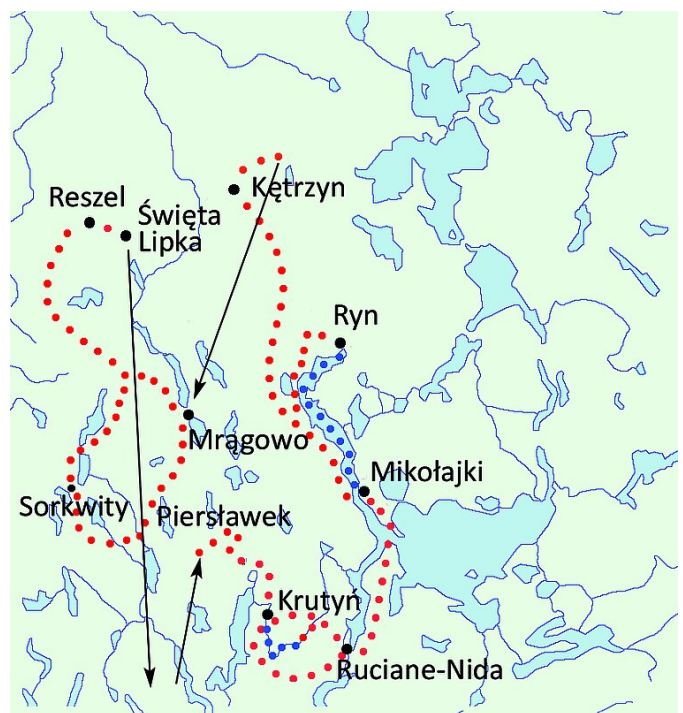 Reszel
Święta
Lipka
Kętrzyn
Ryn
Mrągowo
Mikołajki
Sorkwity
Piersławek
Krutyń
Ruciane-Nida